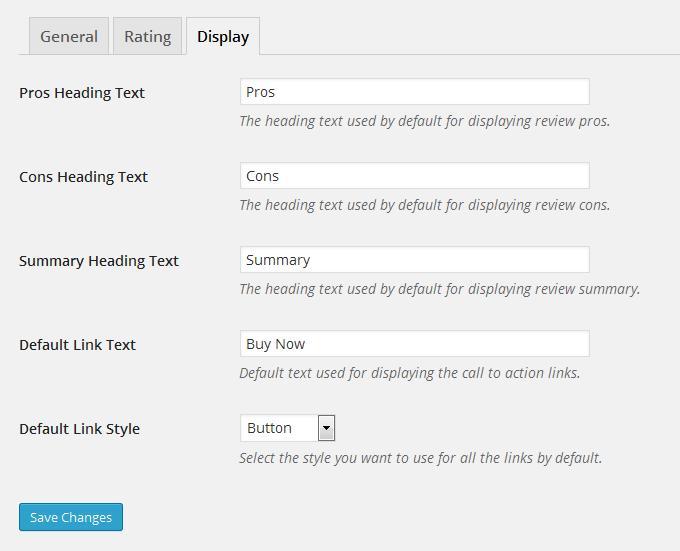 General Rating Display
Pros Heading Text Pros
The heading text used by default for displaying review pros.
Cons Heading Text Cons
The heading text used by default for displaying review cons.
Summary Heading Text Summary
The heading text used by default for displaying review summary.
Default Link Text Buy Now
Default text used for displaying the call to action links.
Default Link Style Button
Select the style you want to use for all the links by default.
Save Changes